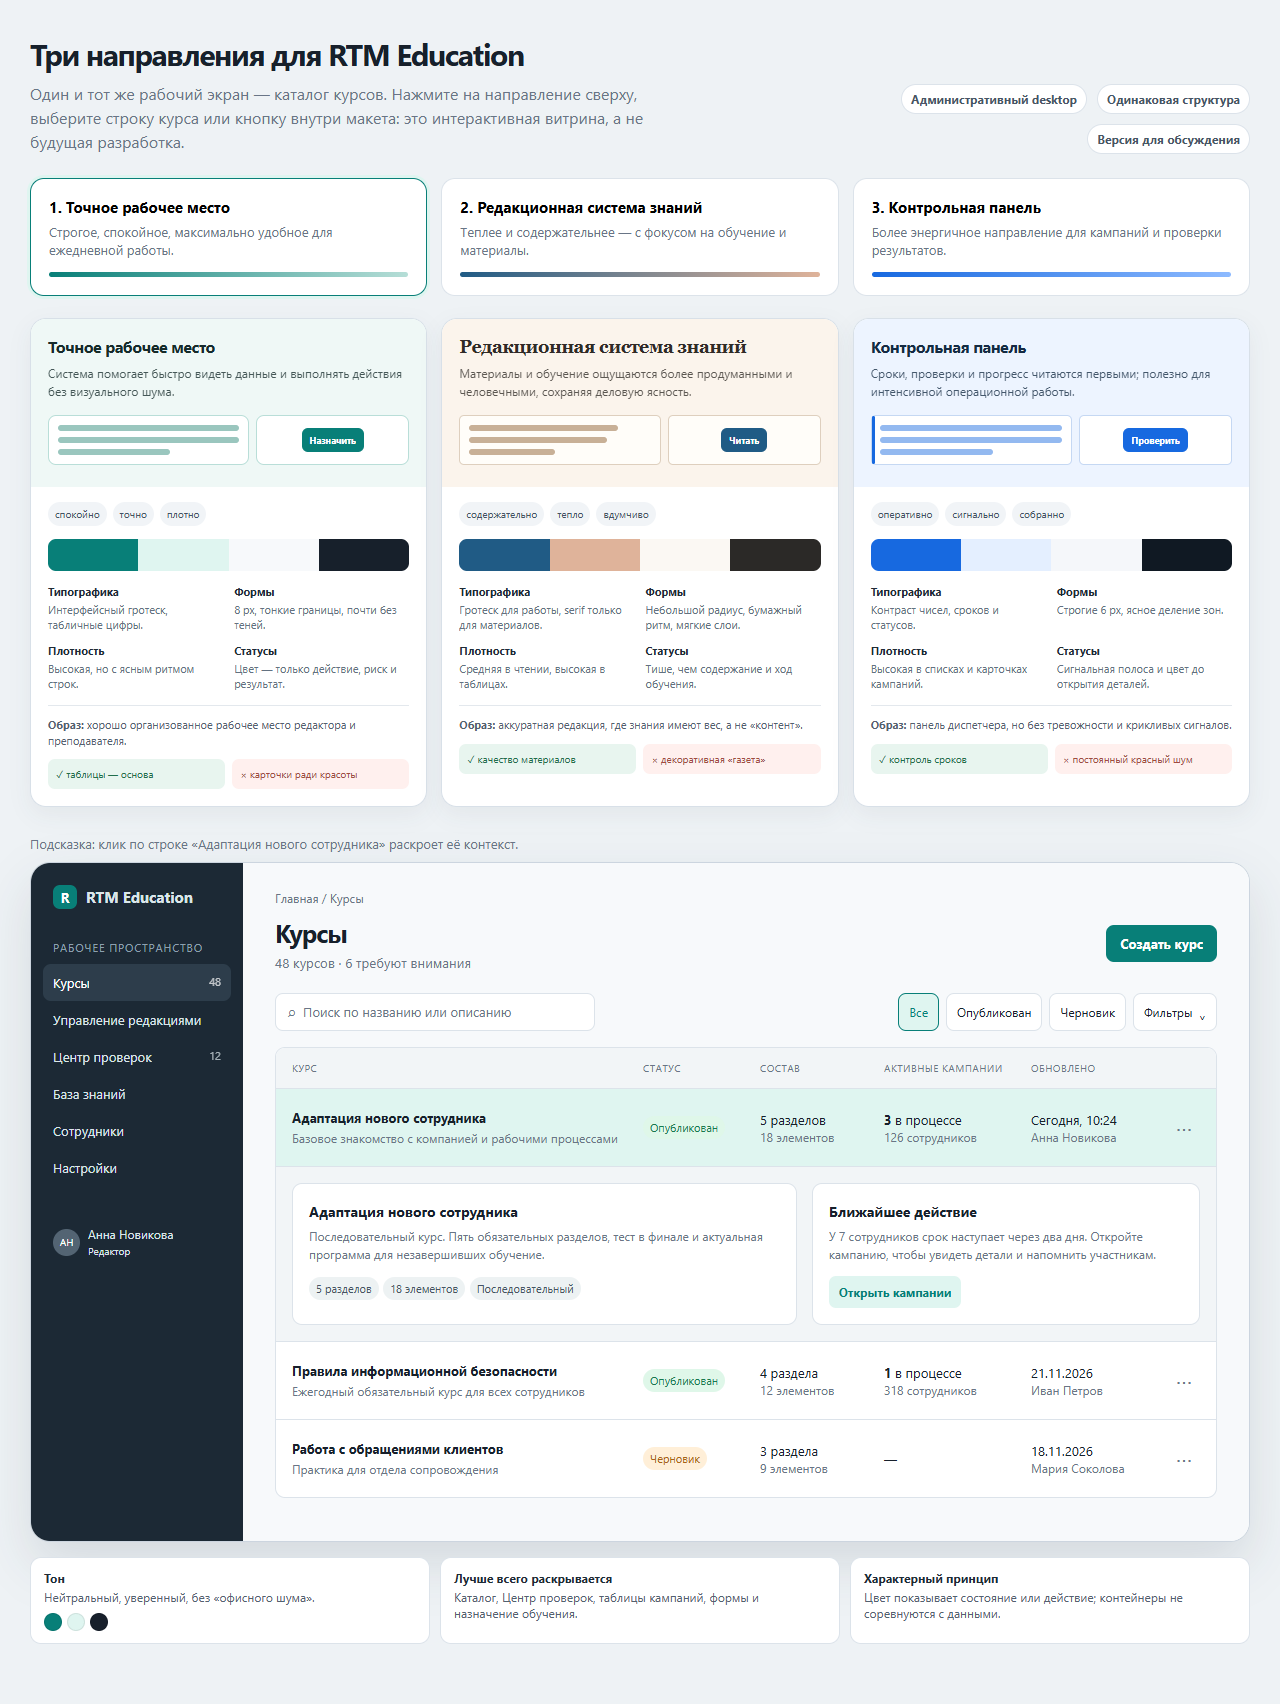 Три направления для RTM Education
Один и тот же рабочий экран — каталог курсов. Нажмите на направление сверху,
выберите строку курса или кнопку внутри макета: это интерактивная витрина, а не
будущая разработка.
Административный desktop
Одинаковая структура
Версия для обсуждения
1. Точное рабочее место
Строгое, спокойное, максимально удобное для
ежедневной работы.
2. Редакционная система знаний
Теплее и содержательнее — с фокусом на обучение и
материалы.
3. Контрольная панель
Более энергичное направление для кампаний и проверки
результатов.
Точное рабочее место
Система помогает быстро видеть данные и выполнять действия
без визуального шума.
Назначить
спокойно
точно
плотно
Типографика
Интерфейсный гротеск,
табличные цифры.
Формы
8 px, тонкие границы, почти без
теней.
Плотность
Высокая, но с ясным ритмом
строк.
Статусы
Цвет — только действие, риск и
результат.
Образ: хорошо организованное рабочее место редактора и
преподавателя.
✓ таблицы — основа
× карточки ради красоты
Редакционная система знаний
Материалы и обучение ощущаются более продуманными и
человечными, сохраняя деловую ясность.
Читать
содержательно
тепло
вдумчиво
Типографика
Гротеск для работы, serif только
для материалов.
Формы
Небольшой радиус, бумажный
ритм, мягкие слои.
Плотность
Средняя в чтении, высокая в
таблицах.
Статусы
Тише, чем содержание и ход
обучения.
Образ: аккуратная редакция, где знания имеют вес, а не «контент».
✓ качество материалов
× декоративная «газета»
Контрольная панель
Сроки, проверки и прогресс читаются первыми; полезно для
интенсивной операционной работы.
Проверить
оперативно
сигнально
собранно
Типографика
Контраст чисел, сроков и
статусов.
Формы
Строгие 6 px, ясное деление зон.
Плотность
Высокая в списках и карточках
кампаний.
Статусы
Сигнальная полоса и цвет до
открытия деталей.
Образ: панель диспетчера, но без тревожности и крикливых сигналов.
✓ контроль сроков
× постоянный красный шум
Подсказка: клик по строке «Адаптация нового сотрудника» раскроет её контекст.
R RTM Education
РАБОЧЕЕ ПРОСТРАНСТВО
Курсы 48
Управление редакциями
Центр проверок 12
База знаний
Сотрудники
Настройки
АН
Анна Новикова
Редактор
Главная / Курсы
Курсы
48 курсов · 6 требуют внимания
Создать курс
⌕ Поиск по названию или описанию
Все
Опубликован
Черновик
Фильтры ˅
КУРС СТАТУС СОСТАВ АКТИВНЫЕ КАМПАНИИ ОБНОВЛЕНО
Адаптация нового сотрудника
Базовое знакомство с компанией и рабочими процессами
Опубликован
5 разделов
18 элементов
3 в процессе
126 сотрудников
Сегодня, 10:24
Анна Новикова
···
Адаптация нового сотрудника
Последовательный курс. Пять обязательных разделов, тест в финале и актуальная
программа для незавершивших обучение.
5 разделов
18 элементов
Последовательный
Ближайшее действие
У 7 сотрудников срок наступает через два дня. Откройте
кампанию, чтобы увидеть детали и напомнить участникам.
Открыть кампании
Правила информационной безопасности
Ежегодный обязательный курс для всех сотрудников
Опубликован
4 раздела
12 элементов
1 в процессе
318 сотрудников
21.11.2026
Иван Петров
···
Работа с обращениями клиентов
Практика для отдела сопровождения
Черновик
3 раздела
9 элементов
—
18.11.2026
Мария Соколова
···
Тон
Нейтральный, уверенный, без «офисного шума».
Лучше всего раскрывается
Каталог, Центр проверок, таблицы кампаний, формы и
назначение обучения.
Характерный принцип
Цвет показывает состояние или действие; контейнеры не
соревнуются с данными.